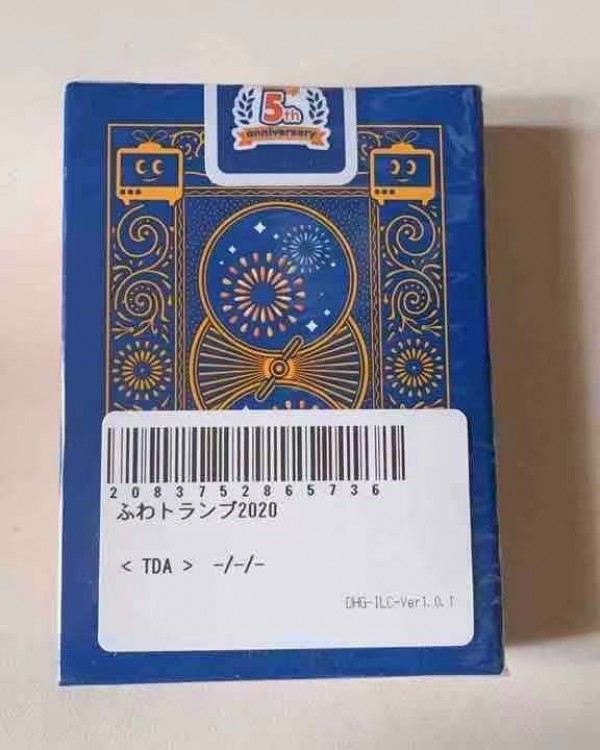 5th
anniversary
2083752865736
ふわトランプ2020
< TDA > -/-/-
DHG-ILC-Ver1.0.1